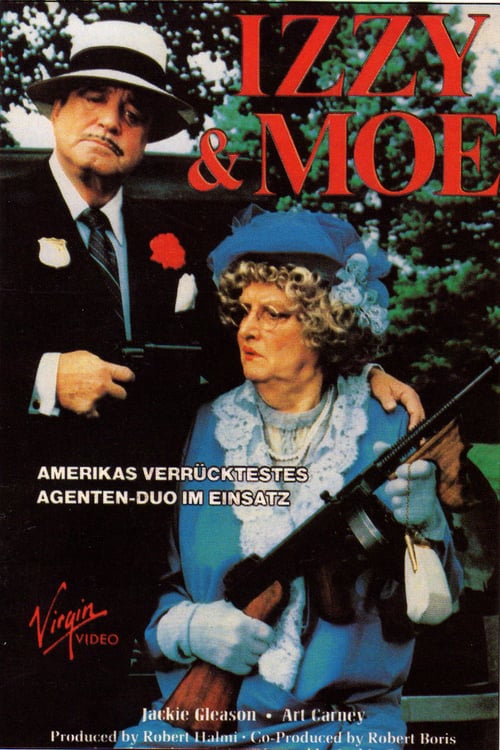 IZZY
& MOE
AMERIKAS VERRÜCKTESTES
AGENTEN-DUO IM EINSATZ
Virgin
VIDEO
Jackie Gleason • Art Carney
Produced by Robert Halmi · Co-Produced by Robert Boris